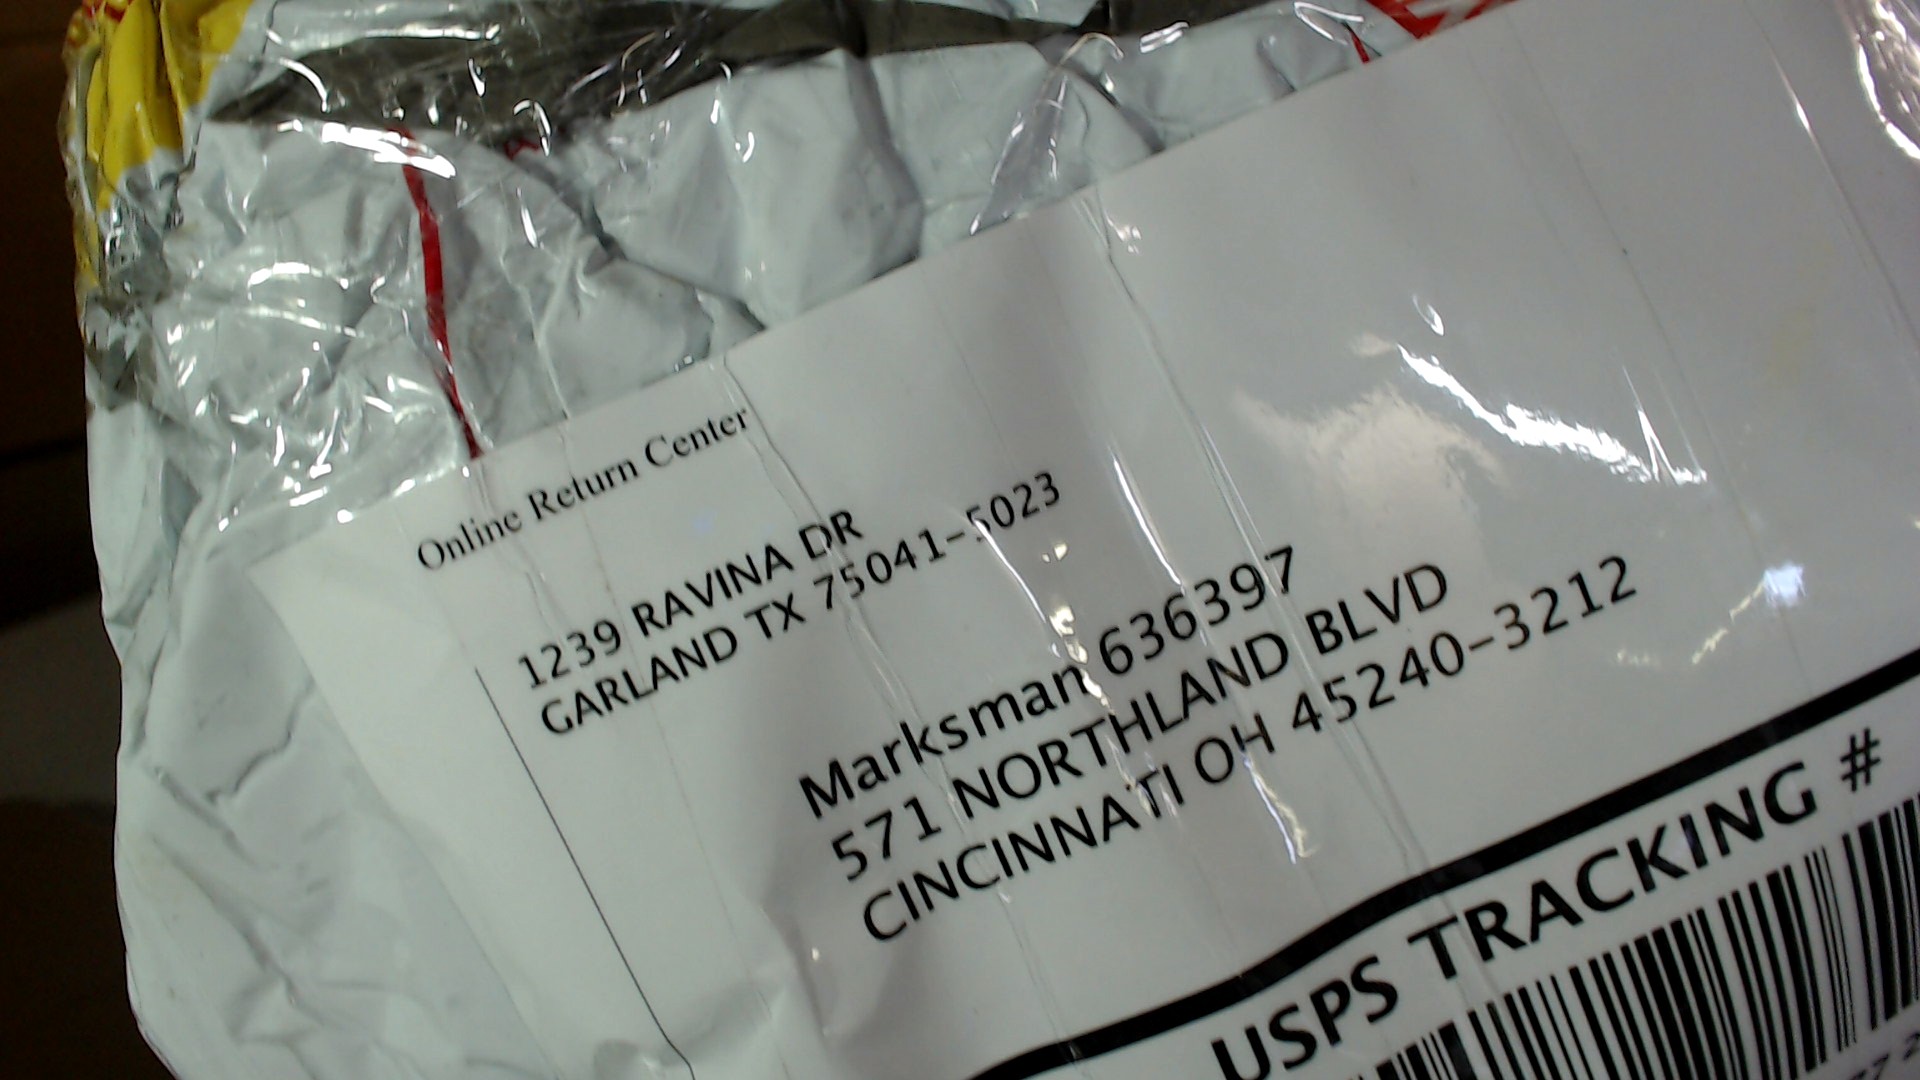 Online Return Center
1239 RAVINA DR
GARLAND TX 75041-5023
Marksman 636397
571 NORTHLAND BLVD
CINCINNATI OH 45240-3212
USPS TRACKING #